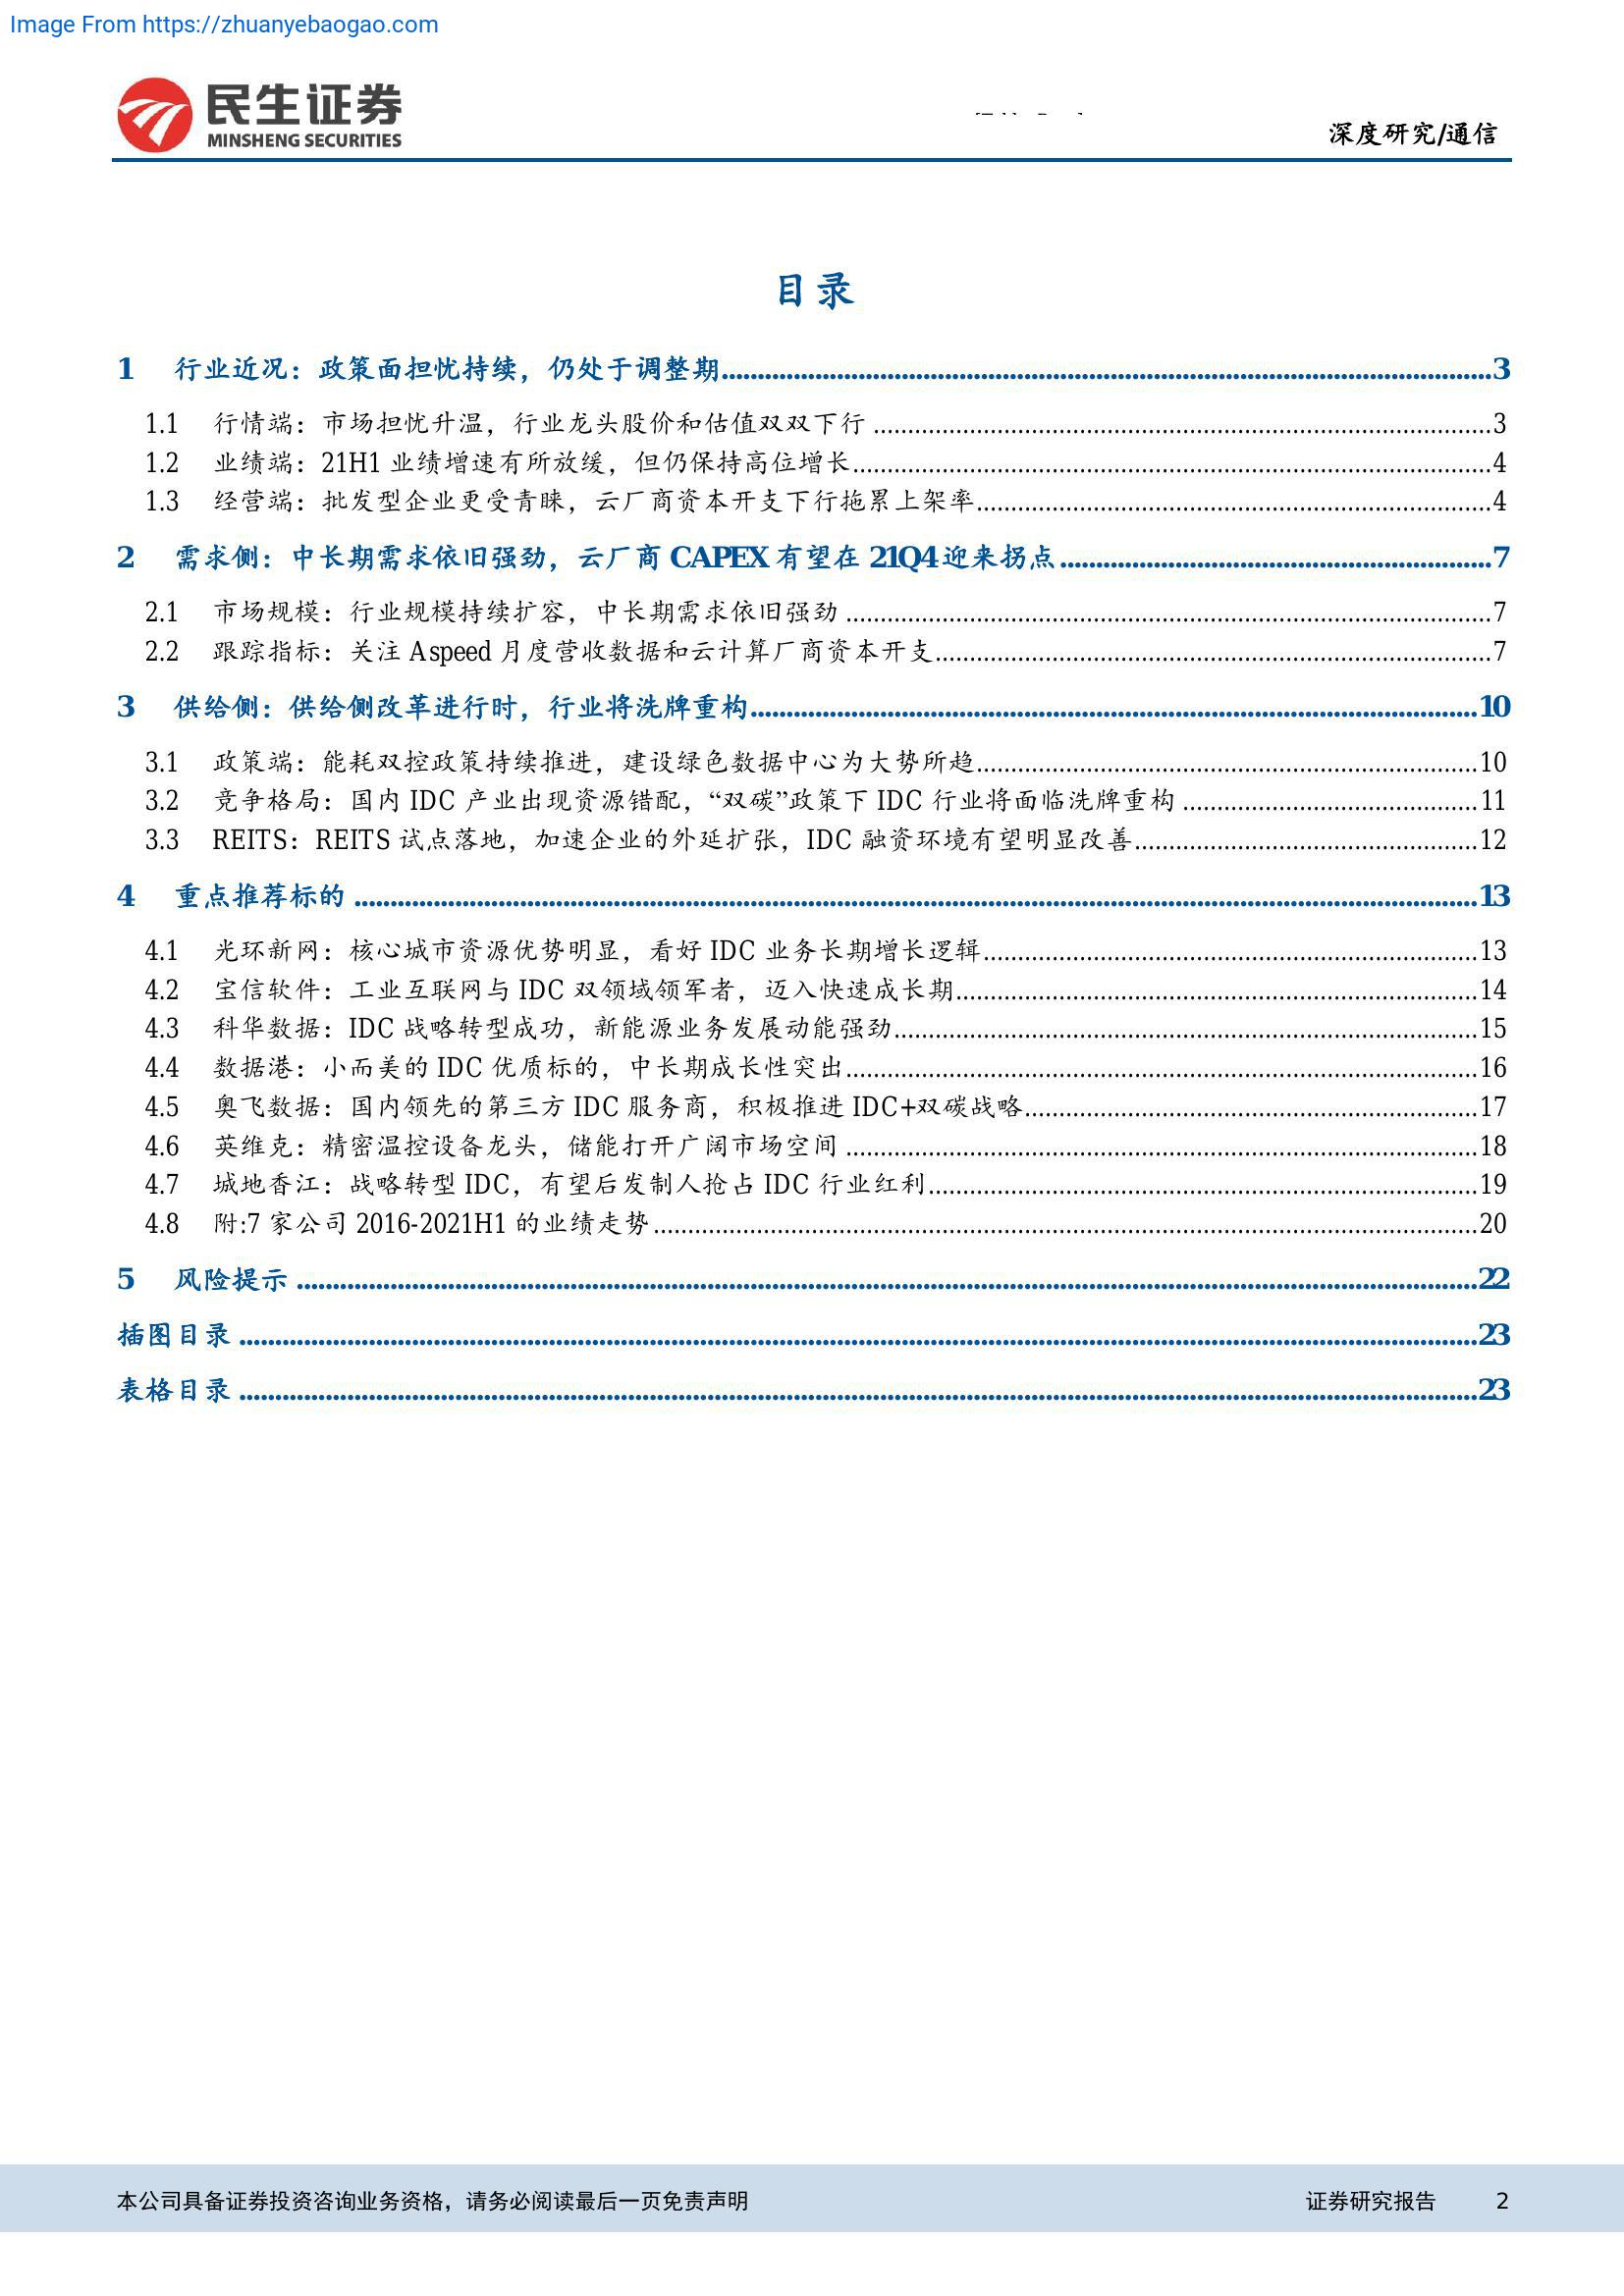 Image From https://zhuanyebaogao.com
民生证券
MINSHENG SECURITIES
深度研究/通信
目录
1 行业近况：政策面担忧持续，仍处于调整期........................3
1.1 行情端：市场担忧升温，行业龙头股价和估值双双下行........................3
1.2 业绩端：21H1 业绩增速有所放缓，但仍保持高位增长........................4
1.3 经营端：批发型企业更受青睐，云厂商资本开支下行拖累上架率........................4
2 需求侧：中长期需求依旧强劲，云厂商 CAPEX 有望在 21Q4 迎来拐点........................7
2.1 市场规模：行业规模持续扩容，中长期需求依旧强劲........................7
2.2 跟踪指标：关注 Aspeed 月度营收数据和云计算厂商资本开支........................7
3 供给侧：供给侧改革进行时，行业将洗牌重构........................10
3.1 政策端：能耗双控政策持续推进，建设绿色数据中心为大势所趋........................10
3.2 竞争格局：国内 IDC 产业出现资源错配，“双碳”政策下 IDC 行业将面临洗牌重构........................11
3.3 REITS：REITS 试点落地，加速企业的外延扩张，IDC 融资环境有望明显改善........................12
4 重点推荐标的........................13
4.1 光环新网：核心城市资源优势明显，看好 IDC 业务长期增长逻辑........................13
4.2 宝信软件：工业互联网与 IDC 双领域领军者，迈入快速成长期........................14
4.3 科华数据：IDC 战略转型成功，新能源业务发展动能强劲........................15
4.4 数据港：小而美的 IDC 优质标的，中长期成长性突出........................16
4.5 奥飞数据：国内领先的第三方 IDC 服务商，积极推进 IDC+双碳战略........................17
4.6 英维克：精密温控设备龙头，储能打开广阔市场空间........................18
4.7 城地香江：战略转型 IDC，有望后发制人抢占 IDC 行业红利........................19
4.8 附:7 家公司 2016-2021H1 的业绩走势........................20
5 风险提示........................22
插图目录........................23
表格目录........................23
本公司具备证券投资咨询业务资格，请务必阅读最后一页免责声明 证券研究报告 2